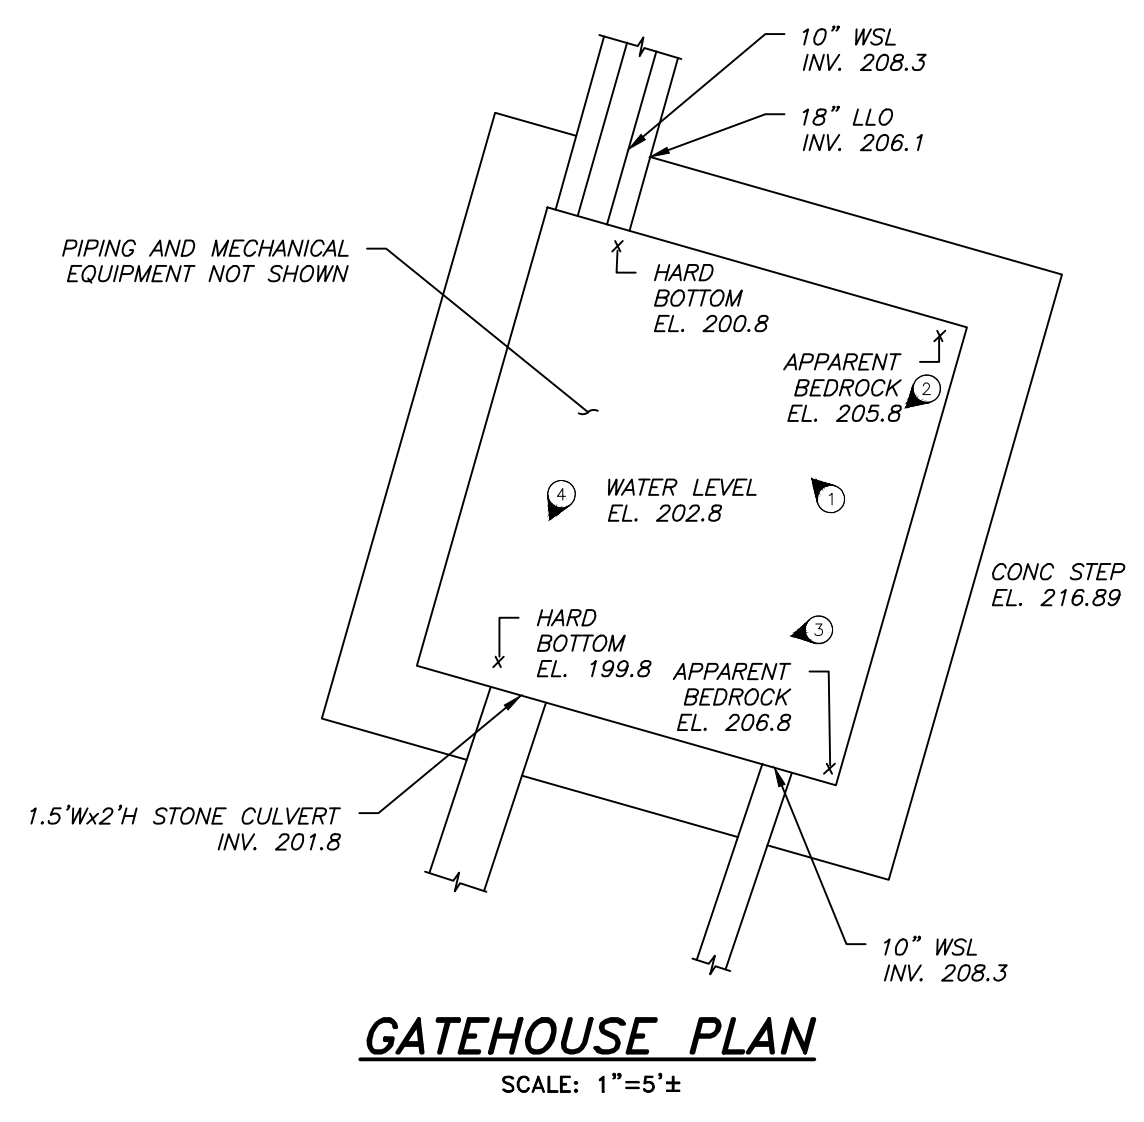 10” WSL
INV. 208.3
18” LLO
INV. 206.1
PIPING AND MECHANICAL
EQUIPMENT NOT SHOWN
HARD
BOTTOM
EL. 200.8
APPARENT
BEDROCK
EL. 205.8
2
4
WATER LEVEL
EL. 202.8
1
CONC STEP
EL. 216.89
3
HARD
BOTTOM
EL. 199.8
APPARENT
BEDROCK
EL. 206.8
1.5'Wx2'H STONE CULVERT
INV. 201.8
10” WSL
INV. 208.3
GATEHOUSE PLAN
SCALE: 1”=5'±